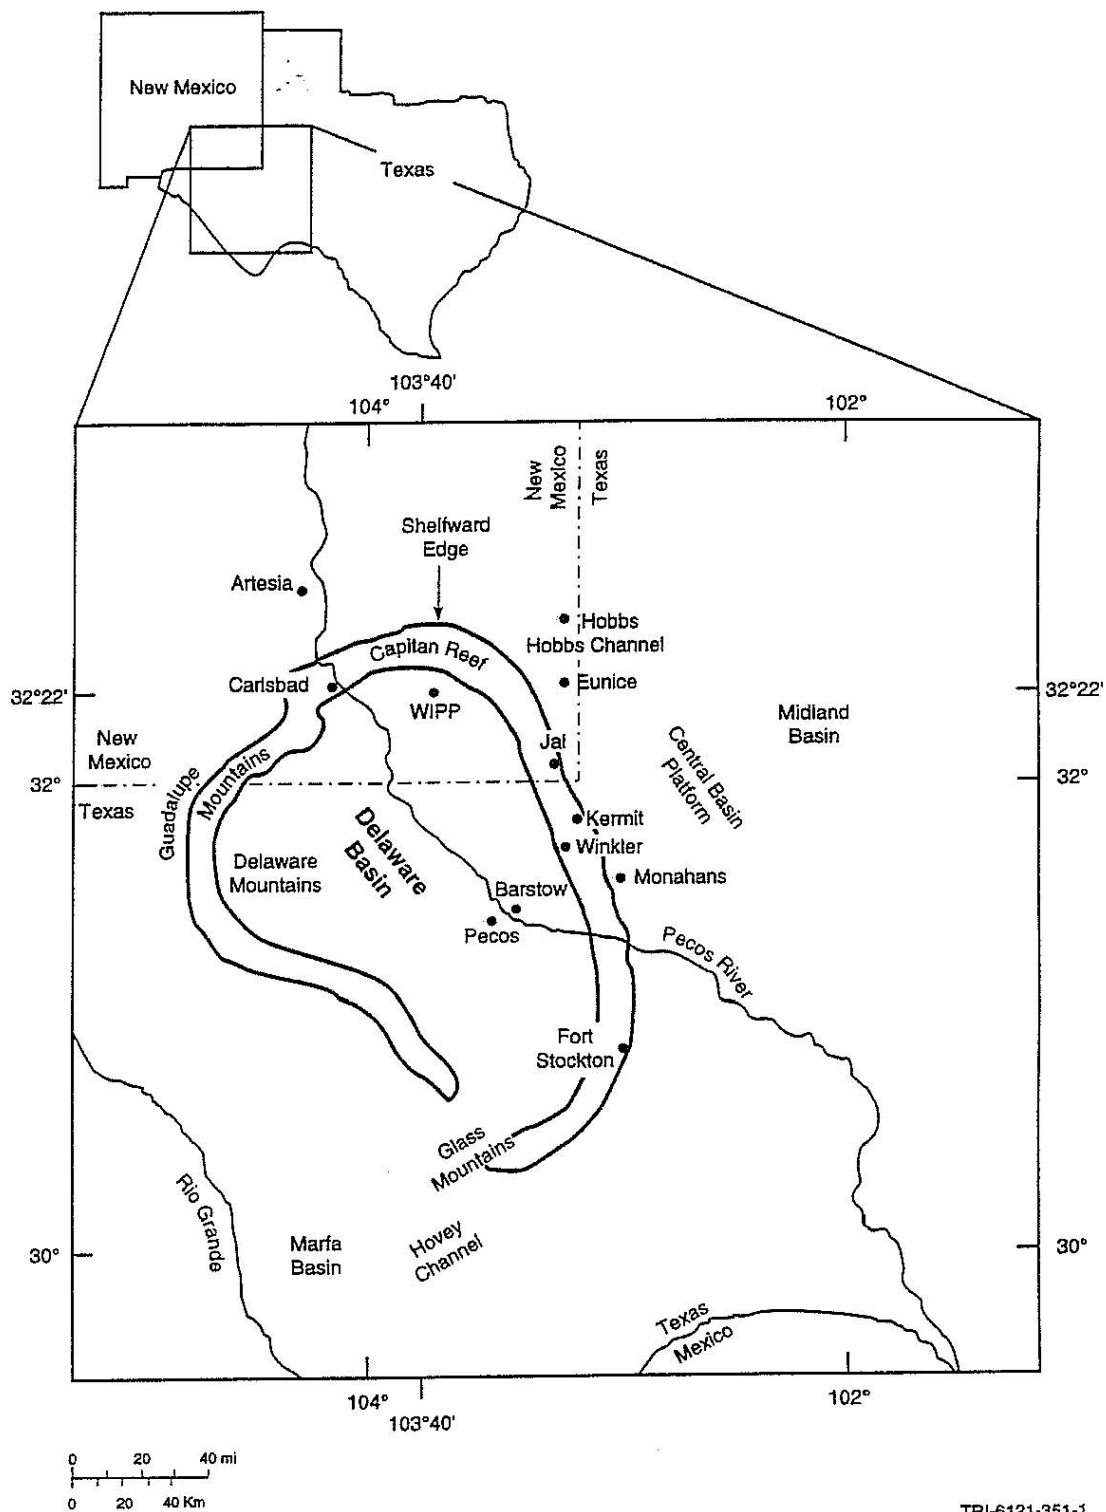 New Mexico
Texas
103°40'
104°
102°
New
Mexico
Texas
Shelfward
Edge
Artesia
Hobbs
Hobbs Channel
Capitan Reef
Carlsbad
Eunice
32°22'
32°22'
WIPP
Midland
Basin
New
Mexico
Jal
Central Basin
Platform
Guadalupe
Mountains
32°
32°
Texas
Kermit
Winkler
Delaware
Basin
Delaware
Mountains
Monahans
Barstow
Pecos
Pecos River
Fort
Stockton
Glass
Mountains
Rio Grande
Hovey
Channel
Marfa
Basin
30°
30°
Texas
Mexico
104°
103°40'
102°
0 20 40 mi
0 20 40 Km
TRI-6121-351-1